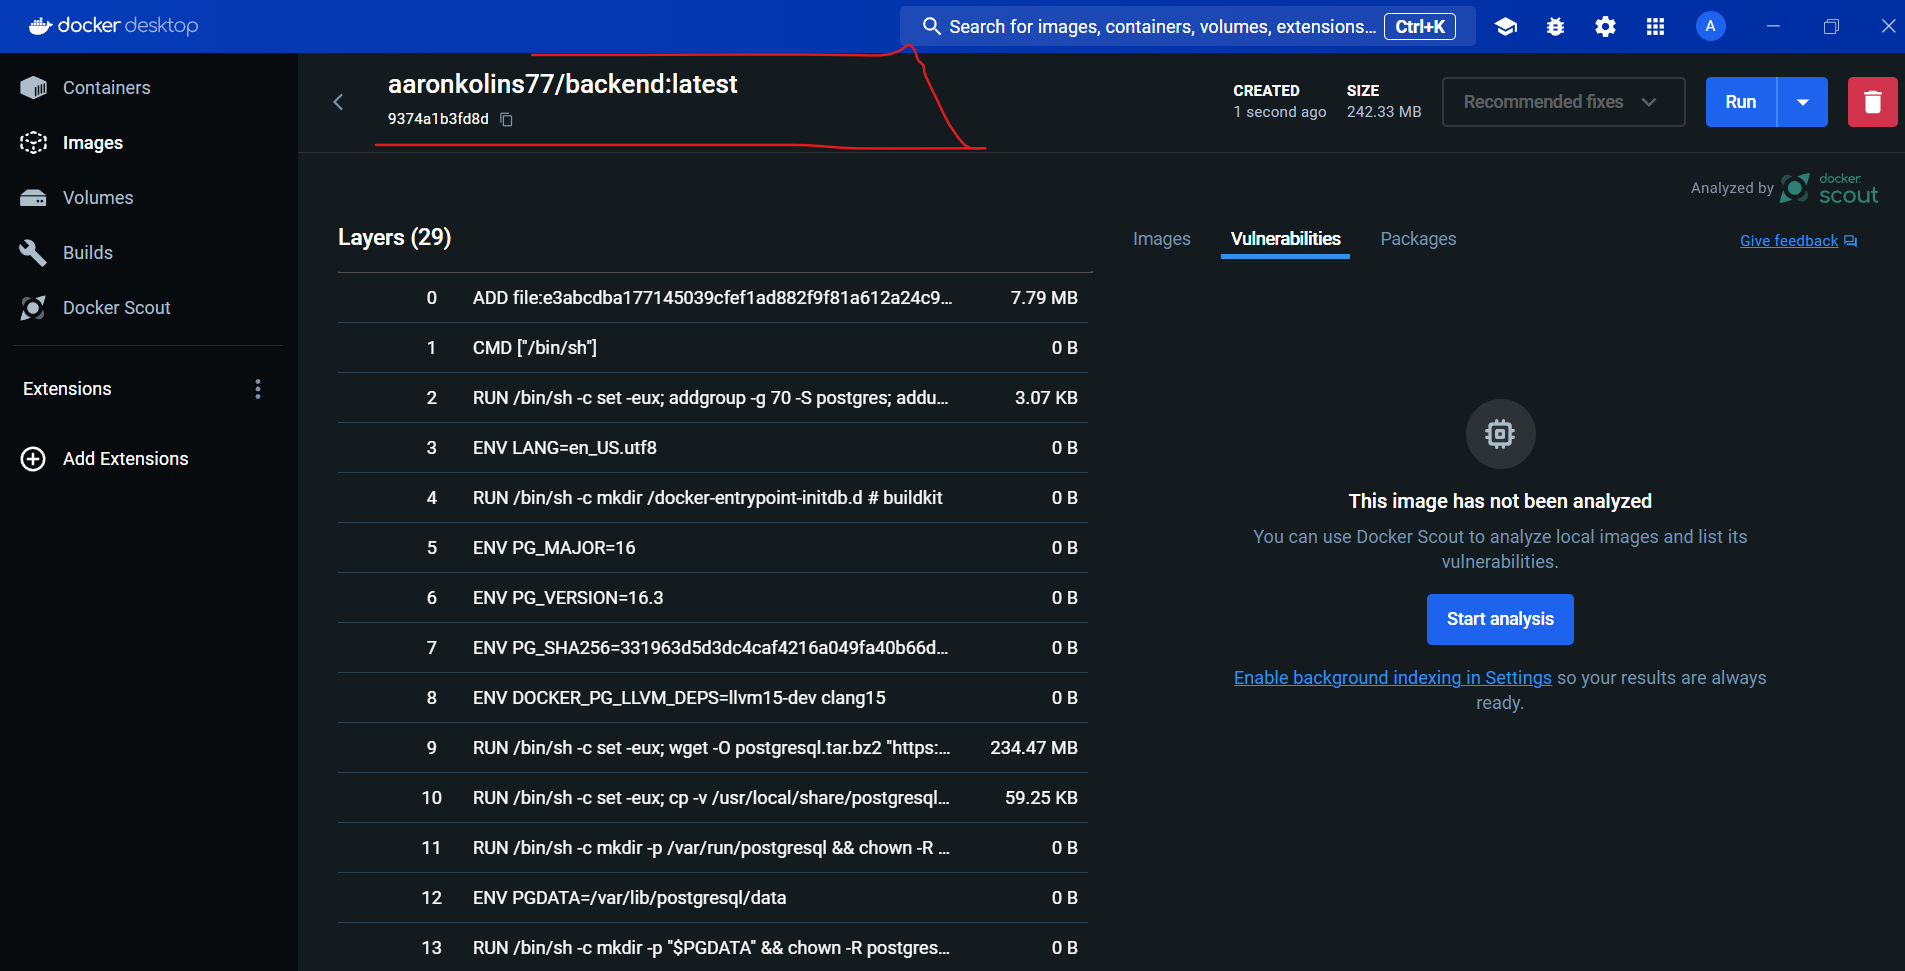 docker desktop
Search for images, containers, volumes, extensions... Ctrl+K
A
Containers
Images
Volumes
Builds
Docker Scout
Extensions
Add Extensions
aaronkolins77/backend:latest
9374a1b3fd8d
CREATED
1 second ago
SIZE
242.33 MB
Recommended fixes
Run
Analyzed by docker scout
Layers (29)
0 ADD file:e3abcdba177145039cfef1ad882f9f81a612a24c9... 7.79 MB
1 CMD ["/bin/sh"] 0 B
2 RUN /bin/sh -c set -eux; addgroup -g 70 -S postgres; addu... 3.07 KB
3 ENV LANG=en_US.utf8 0 B
4 RUN /bin/sh -c mkdir /docker-entrypoint-initdb.d # buildkit 0 B
5 ENV PG_MAJOR=16 0 B
6 ENV PG_VERSION=16.3 0 B
7 ENV PG_SHA256=331963d5d3dc4caf4216a049fa40b66d... 0 B
8 ENV DOCKER_PG_LLVM_DEPS=llvm15-dev clang15 0 B
9 RUN /bin/sh -c set -eux; wget -O postgresql.tar.bz2 "https:... 234.47 MB
10 RUN /bin/sh -c set -eux; cp -v /usr/local/share/postgresql... 59.25 KB
11 RUN /bin/sh -c mkdir -p /var/run/postgresql && chown -R ... 0 B
12 ENV PGDATA=/var/lib/postgresql/data 0 B
13 RUN /bin/sh -c mkdir -p "$PGDATA" && chown -R postgres... 0 B
Images Vulnerabilities Packages
Give feedback
This image has not been analyzed
You can use Docker Scout to analyze local images and list its
vulnerabilities.
Start analysis
Enable background indexing in Settings so your results are always
ready.